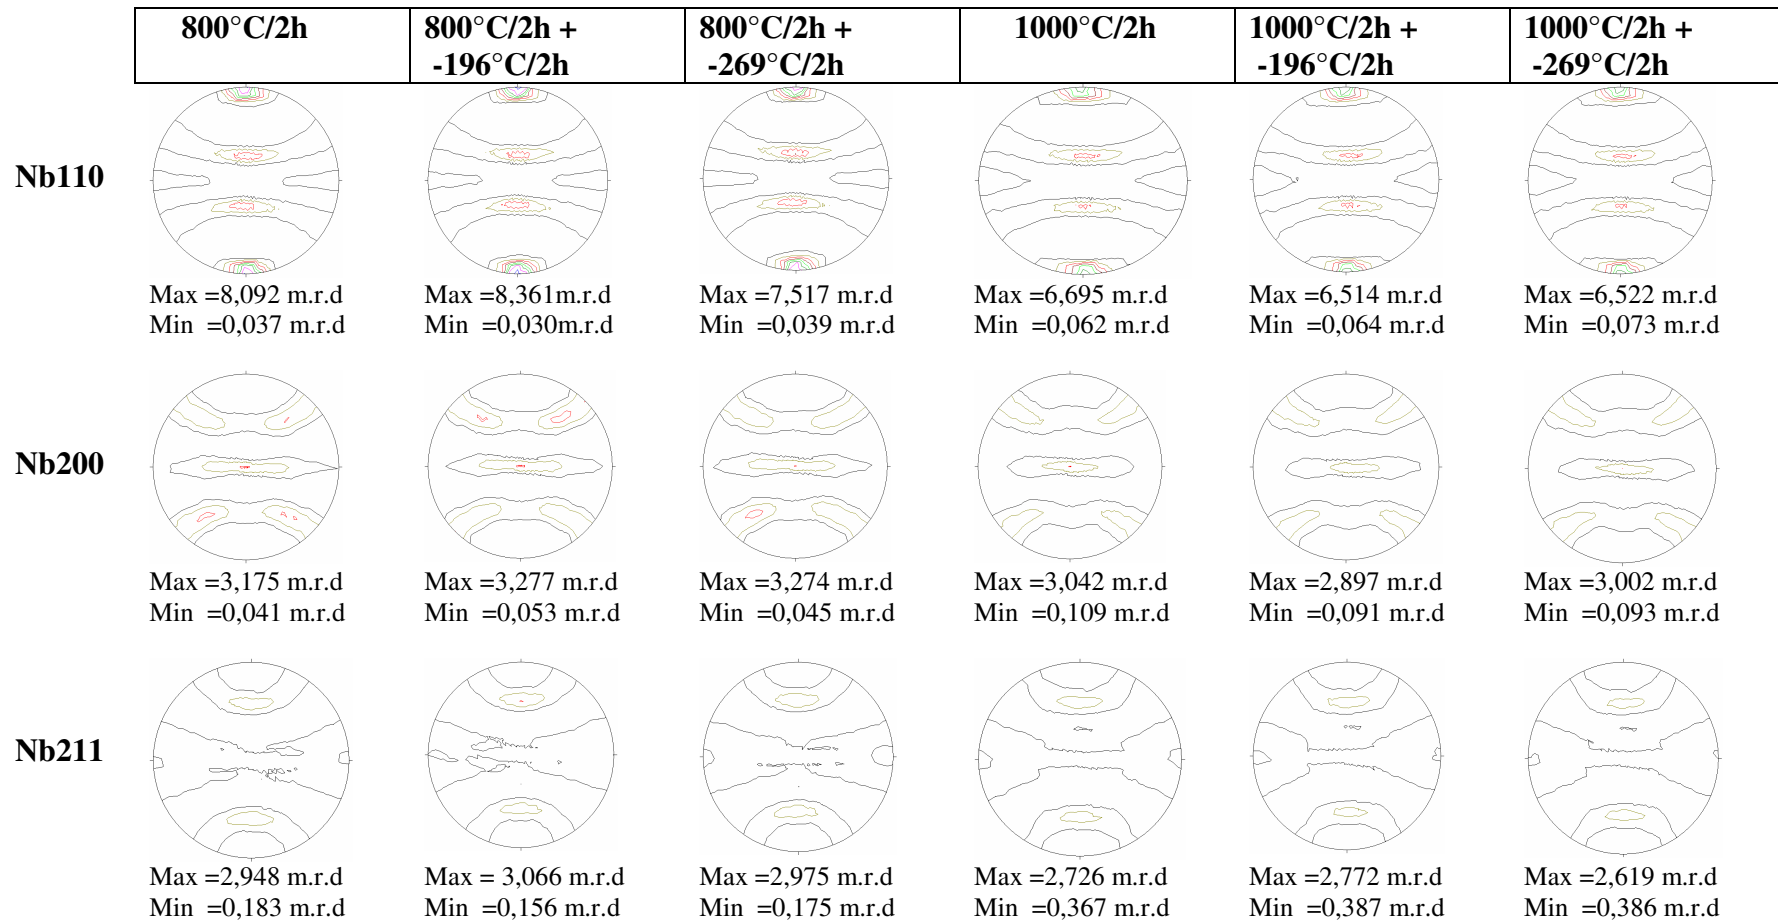 800°C/2h
800°C/2h +
-196°C/2h
800°C/2h +
-269°C/2h
1000°C/2h
1000°C/2h +
-196°C/2h
1000°C/2h +
-269°C/2h
Nb110
Max =8,092 m.r.d
Min =0,037 m.r.d
Max =8,361m.r.d
Min =0,030m.r.d
Max =7,517 m.r.d
Min =0,039 m.r.d
Max =6,695 m.r.d
Min =0,062 m.r.d
Max =6,514 m.r.d
Min =0,064 m.r.d
Max =6,522 m.r.d
Min =0,073 m.r.d
Nb200
Max =3,175 m.r.d
Min =0,041 m.r.d
Max =3,277 m.r.d
Min =0,053 m.r.d
Max =3,274 m.r.d
Min =0,045 m.r.d
Max =3,042 m.r.d
Min =0,109 m.r.d
Max =2,897 m.r.d
Min =0,091 m.r.d
Max =3,002 m.r.d
Min =0,093 m.r.d
Nb211
Max =2,948 m.r.d
Min =0,183 m.r.d
Max = 3,066 m.r.d
Min =0,156 m.r.d
Max =2,975 m.r.d
Min =0,175 m.r.d
Max =2,726 m.r.d
Min =0,367 m.r.d
Max =2,772 m.r.d
Min =0,387 m.r.d
Max =2,619 m.r.d
Min =0,386 m.r.d